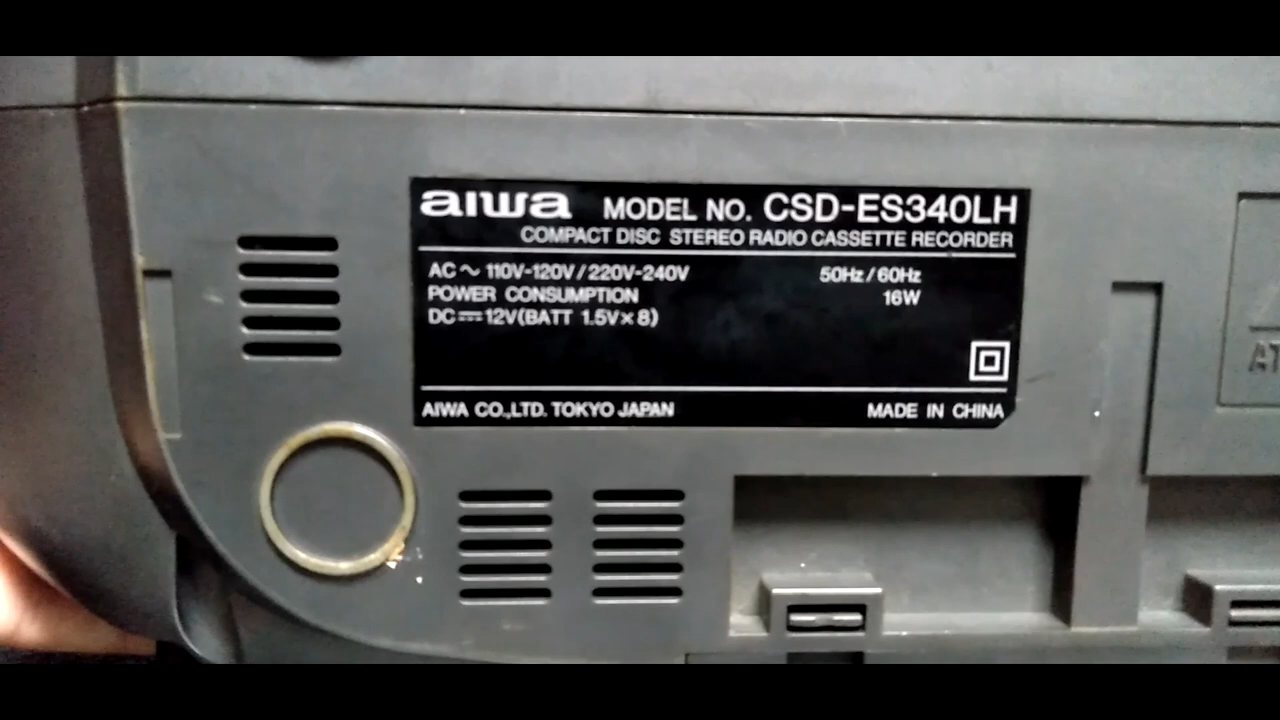 aiwa MODEL NO. CSD-ES340LH
COMPACT DISC STEREO RADIO CASSETTE RECORDER
AC ~ 110V-120V/220V-240V 50Hz/60Hz
POWER CONSUMPTION 16W
DC⎓12V(BATT 1.5V×8)
AIWA CO.,LTD. TOKYO JAPAN MADE IN CHINA